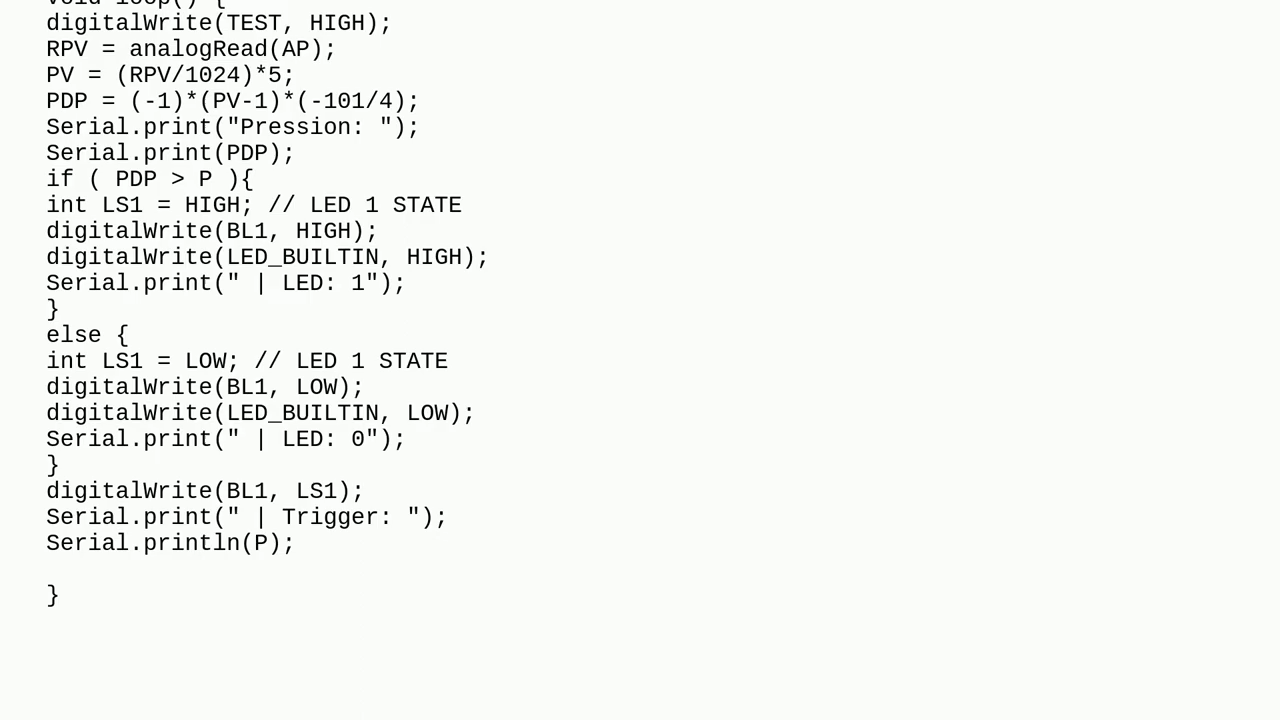 void loop() {
digitalWrite(TEST, HIGH);
RPV = analogRead(AP);
PV = (RPV/1024)*5;
PDP = (-1)*(PV-1)*(-101/4);
Serial.print("Pression: ");
Serial.print(PDP);
if ( PDP > P ){
int LS1 = HIGH; // LED 1 STATE
digitalWrite(BL1, HIGH);
digitalWrite(LED_BUILTIN, HIGH);
Serial.print(" | LED: 1");
}
else {
int LS1 = LOW; // LED 1 STATE
digitalWrite(BL1, LOW);
digitalWrite(LED_BUILTIN, LOW);
Serial.print(" | LED: 0");
}
digitalWrite(BL1, LS1);
Serial.print(" | Trigger: ");
Serial.println(P);
}